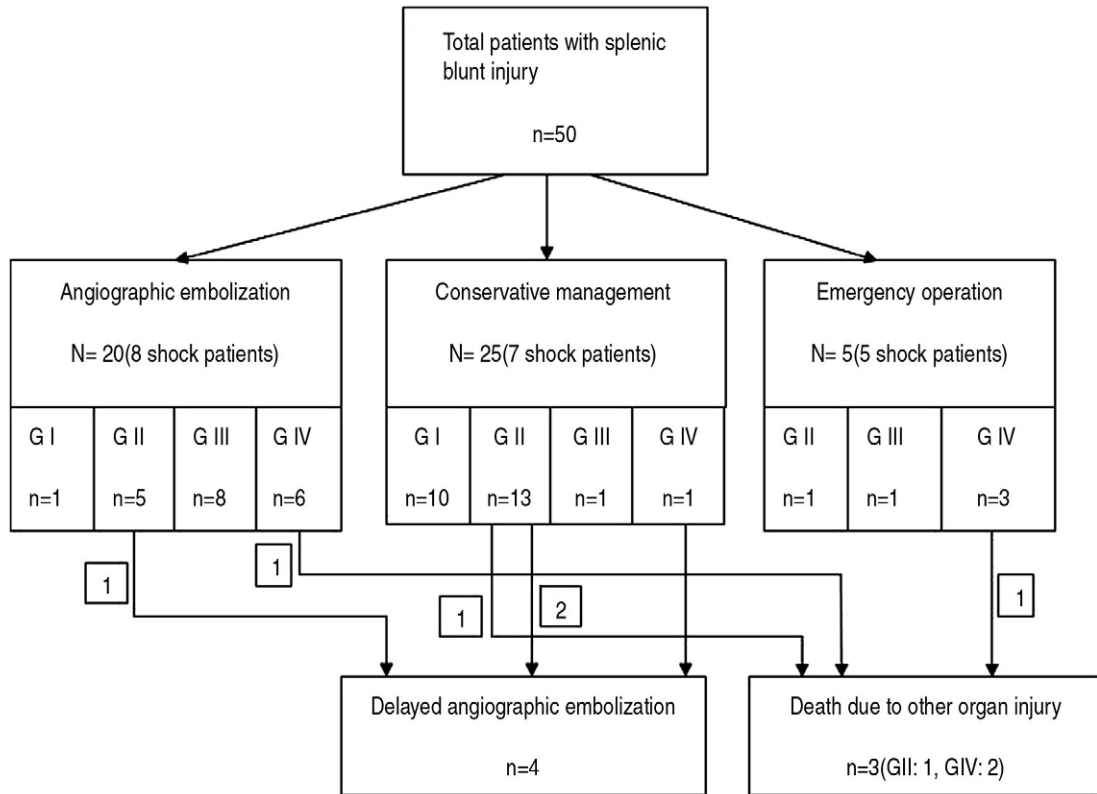 Total patients with splenic
blunt injury
n=50
Angiographic embolization
N= 20(8 shock patients)
Conservative management
N= 25(7 shock patients)
Emergency operation
N= 5(5 shock patients)
G I
G II
G III
G IV
n=1
n=5
n=8
n=6
G I
G II
G III
G IV
n=10
n=13
n=1
n=1
G II
G III
G IV
n=1
n=1
n=3
1
1
1
2
1
Delayed angiographic embolization
n=4
Death due to other organ injury
n=3(GII: 1, GIV: 2)